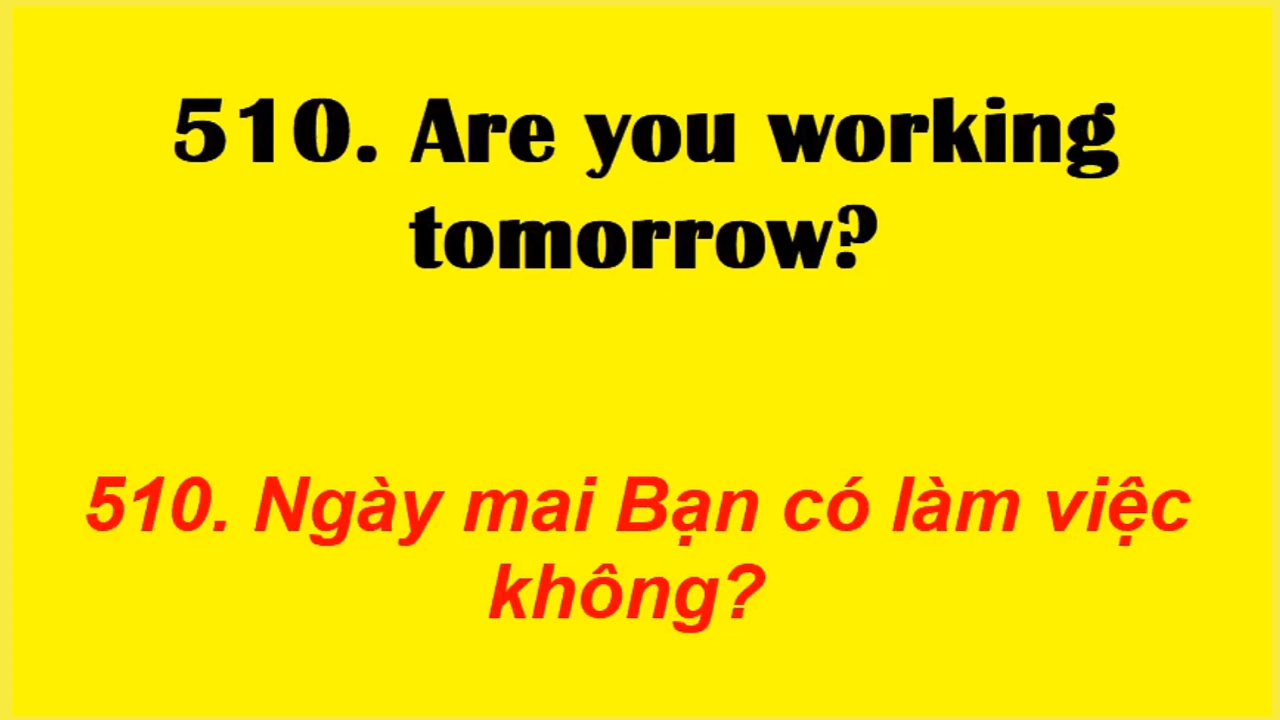 510. Are you working
tomorrow?
510. Ngày mai Bạn có làm việc
không?